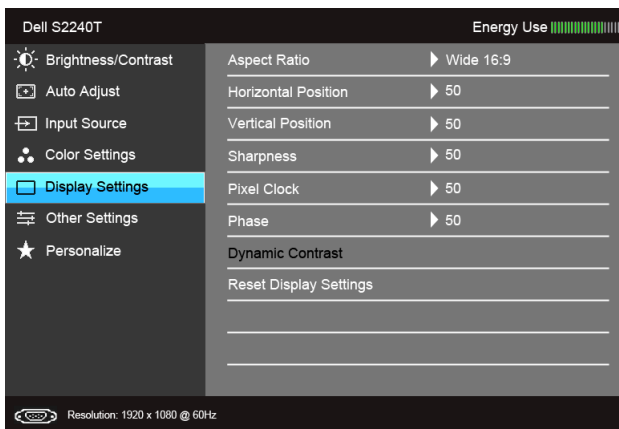 Dell S2240T Energy Use
Brightness/Contrast
Auto Adjust
Input Source
Color Settings
Display Settings
Other Settings
Personalize
Aspect Ratio Wide 16:9
Horizontal Position 50
Vertical Position 50
Sharpness 50
Pixel Clock 50
Phase 50
Dynamic Contrast
Reset Display Settings
Resolution: 1920 x 1080 @ 60Hz